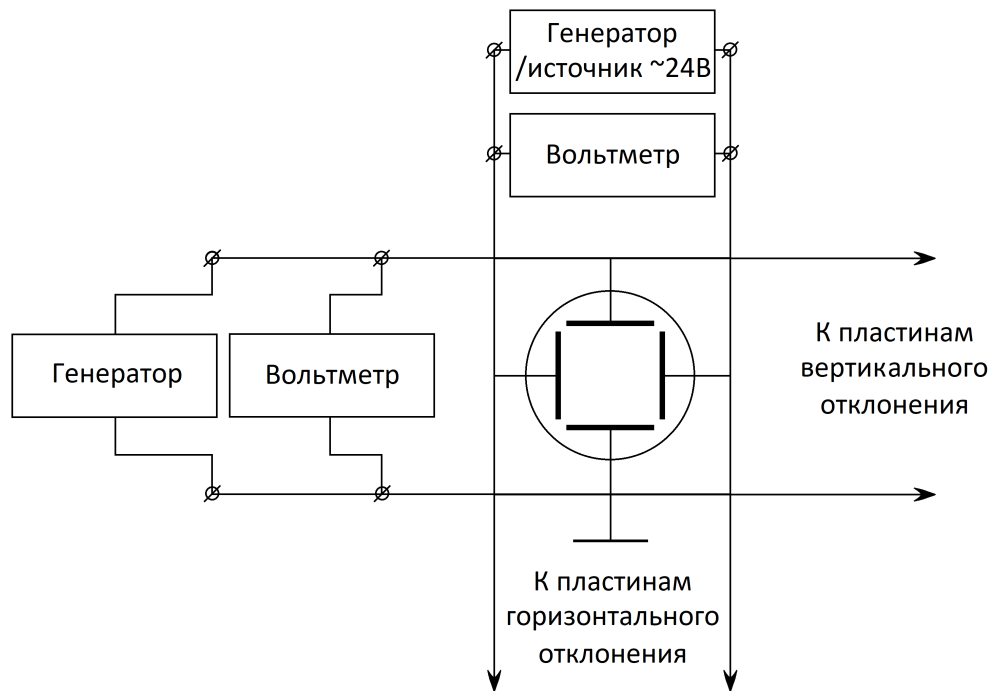 Генератор
/источник ~24В
Вольтметр
Генератор
Вольтметр
К пластинам
вертикального
отклонения
К пластинам
горизонтального
отклонения